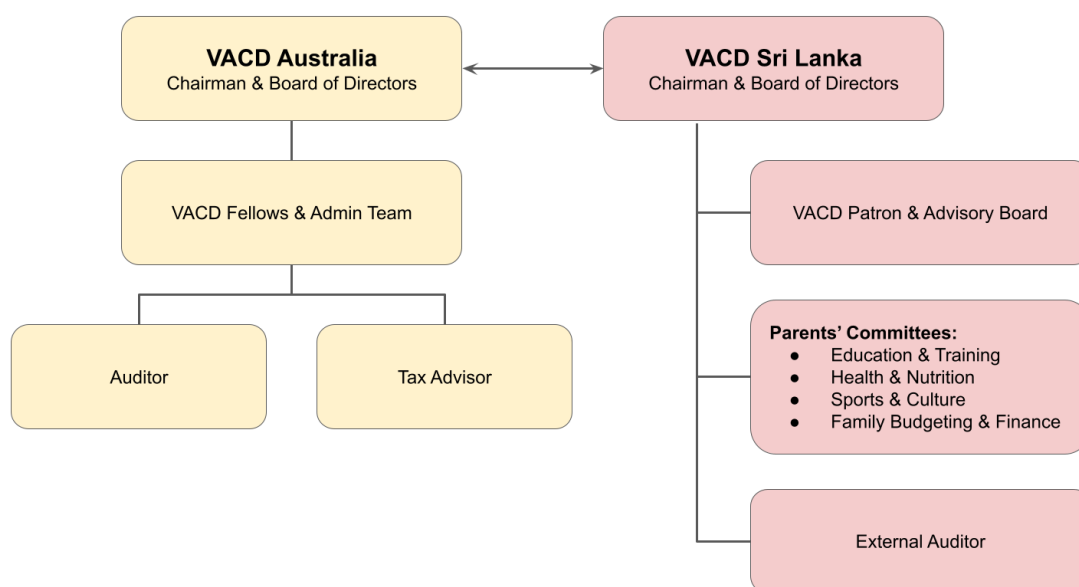 VACD Australia
Chairman & Board of Directors
VACD Sri Lanka
Chairman & Board of Directors
VACD Fellows & Admin Team
VACD Patron & Advisory Board
Auditor
Tax Advisor
Parents’ Committees:
● Education & Training
● Health & Nutrition
● Sports & Culture
● Family Budgeting & Finance
External Auditor